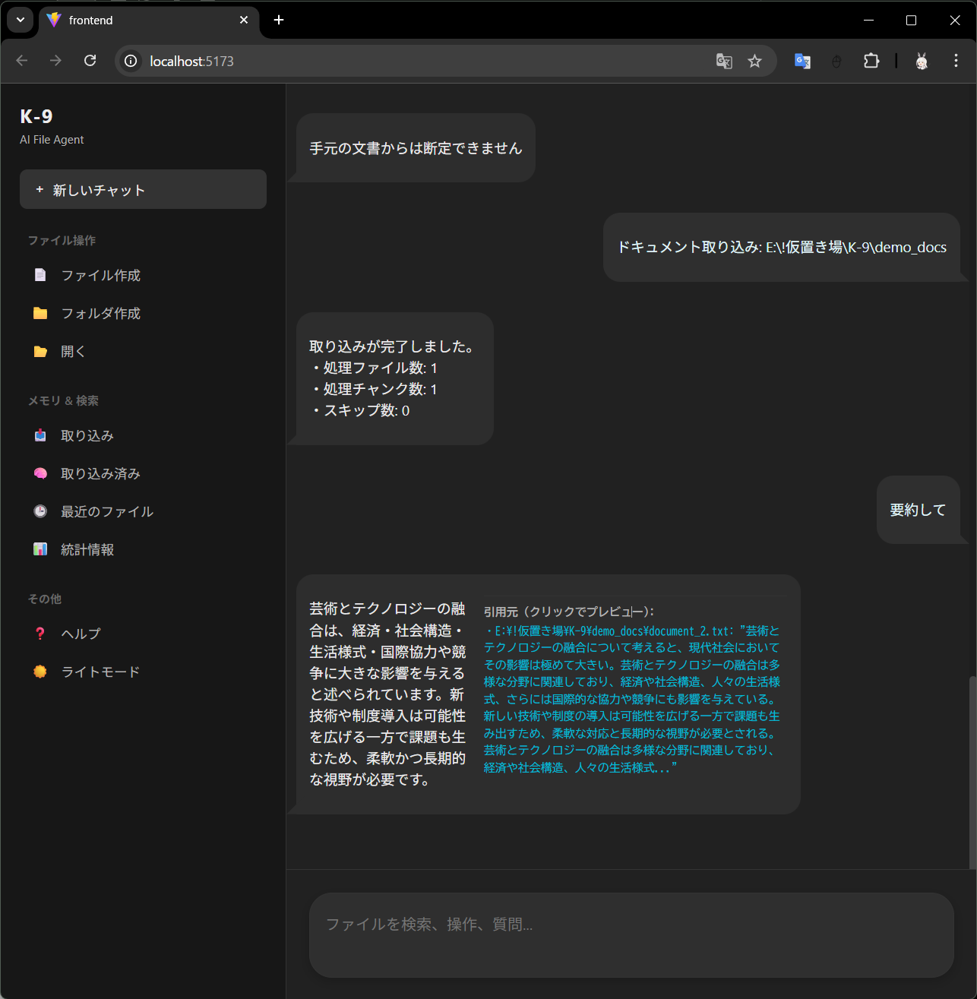 frontend
localhost:5173
K-9
AI File Agent
+ 新しいチャット
ファイル操作
ファイル作成
フォルダ作成
開く
メモリ & 検索
取り込み
取り込み済み
最近のファイル
統計情報
その他
ヘルプ
ライトモード
手元の文書からは断定できません
ドキュメント取り込み: E:\!仮置き場\K-9\demo_docs
取り込みが完了しました。
・処理ファイル数: 1
・処理チャンク数: 1
・スキップ数: 0
要約して
芸術とテクノロジーの融
合は、経済・社会構造・
生活様式・国際協力や競
争に大きな影響を与える
と述べられています。新
技術や制度導入は可能性
を広げる一方で課題も生
むため、柔軟かつ長期的
な視野が必要です。
引用元（クリックでプレビュー）：
・E:¥!仮置き場¥K-9¥demo_docs¥document_2.txt: ”芸術と
テクノロジーの融合について考えると、現代社会において
その影響は極めて大きい。芸術とテクノロジーの融合は多
様な分野に関連しており、経済や社会構造、人々の生活様
式、さらには国際的な協力や競争にも影響を与えている。
新しい技術や制度の導入は可能性を広げる一方で課題も生
み出すため、柔軟な対応と長期的な視野が必要とされる。
芸術とテクノロジーの融合は多様な分野に関連しており、
経済や社会構造、人々の生活様式...”
ファイルを検索、操作、質問...